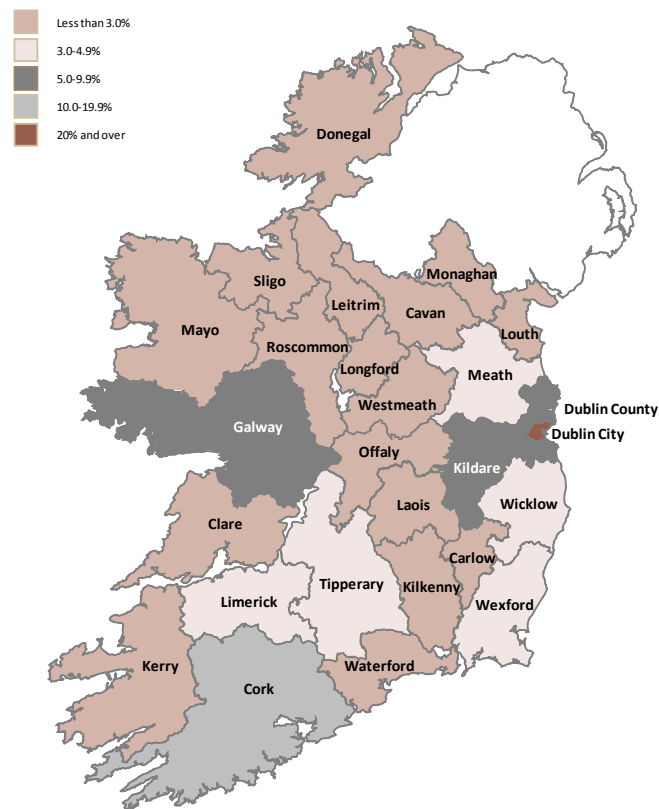 Less than 3.0%
3.0-4.9%
5.0-9.9%
10.0-19.9%
20% and over
Donegal
Monaghan
Sligo
Leitrim
Cavan
Mayo
Louth
Roscommon
Longford
Meath
Westmeath
Dublin County
Galway
Dublin City
Offaly
Kildare
Laois
Wicklow
Clare
Carlow
Tipperary
Kilkenny
Limerick
Wexford
Kerry
Waterford
Cork